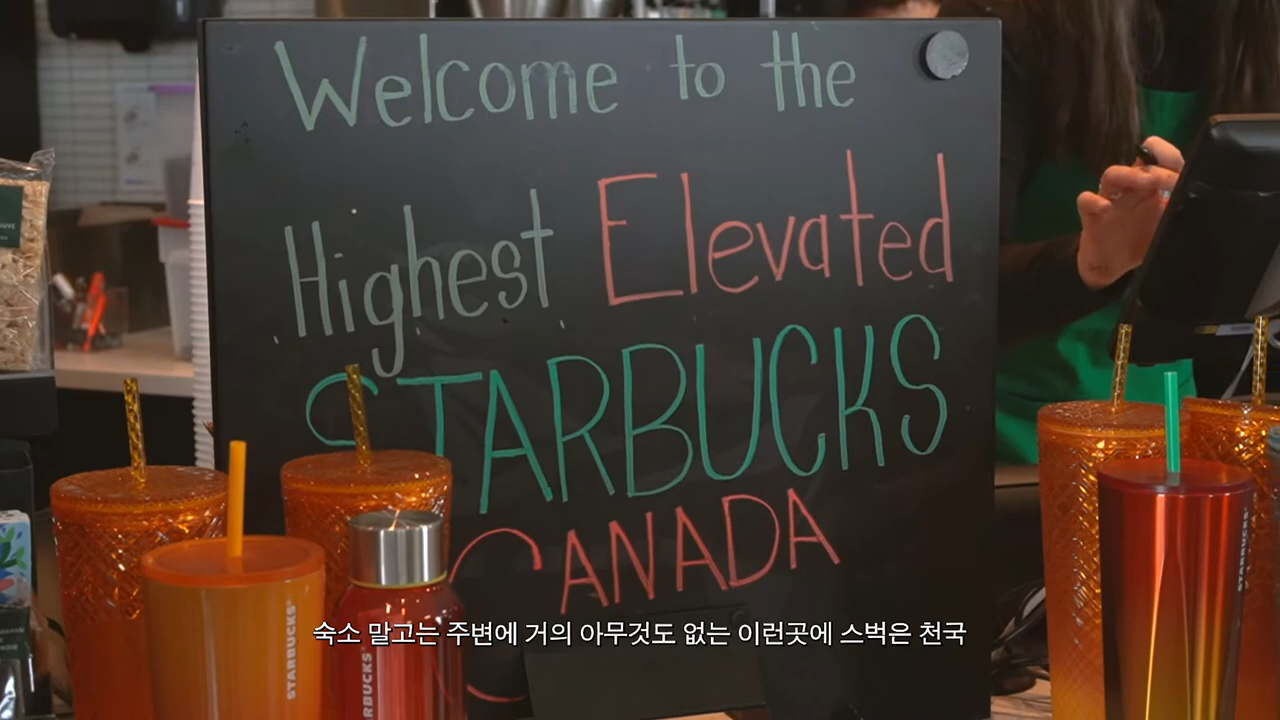 Welcome to the
Highest Elevated
STARBUCKS
CANADA
숙소 말고는 주변에 거의 아무것도 없는 이런곳에 스벅은 천국
STARBUCKS
STARBUCKS